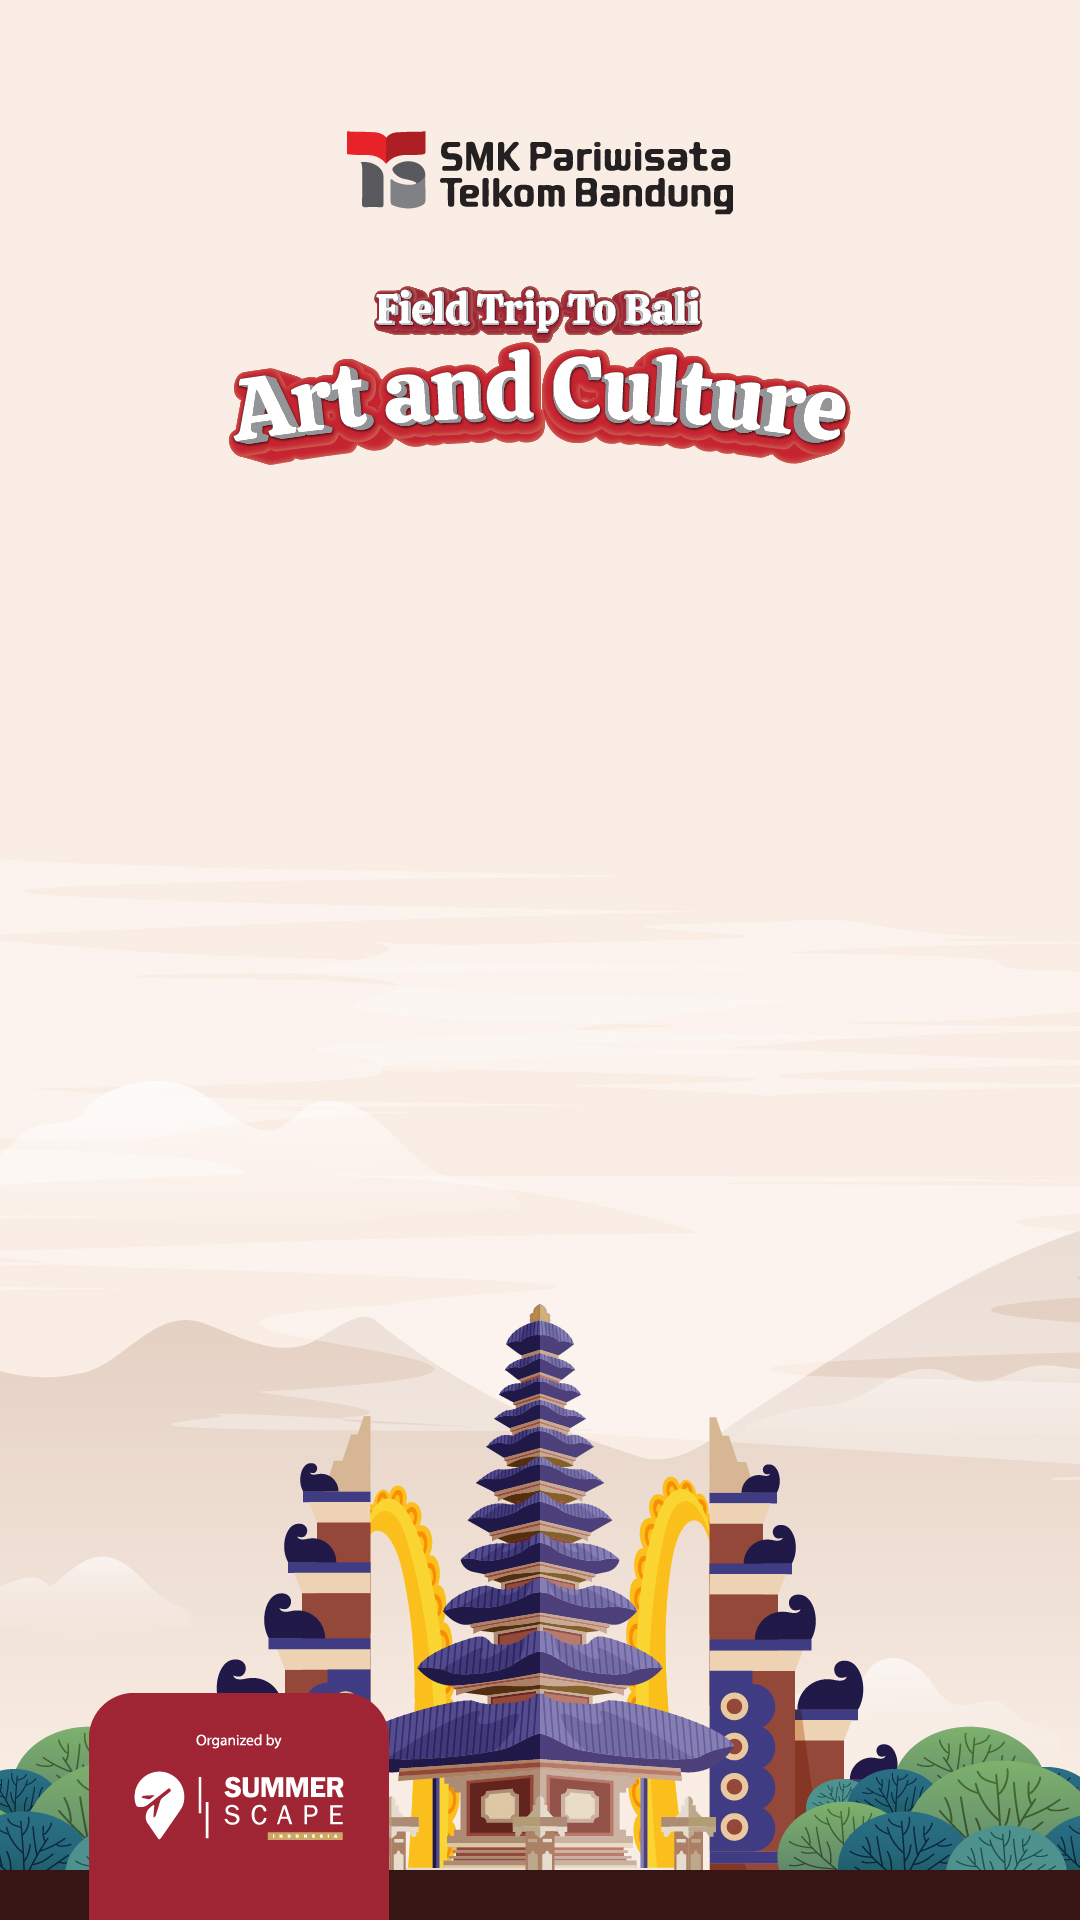 SMK Pariwisata
Telkom Bandung
Field Trip To Bali
Art and Culture
Organized by
SUMMER
SCAPE
INDONESIA